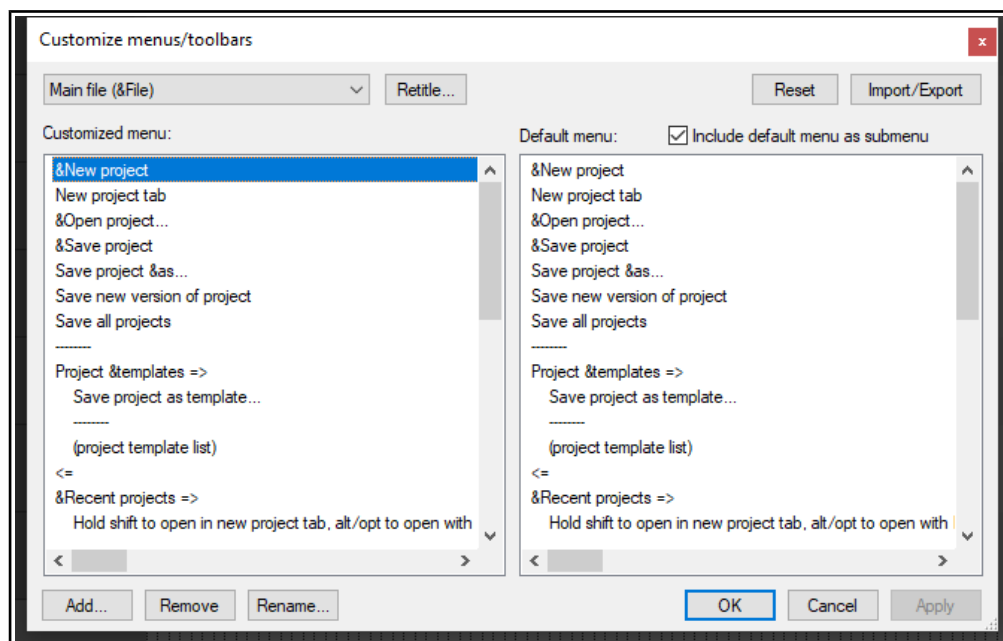 Customize menus/toolbars
x
Main file (&File)
Retitle...
Reset
Import/Export
Customized menu:
Default menu:
Include default menu as submenu
&New project
New project tab
&Open project...
&Save project
Save project &as...
Save new version of project
Save all projects
--------
Project &templates =>
Save project as template...
--------
(project template list)
<=
&Recent projects =>
Hold shift to open in new project tab, alt/opt to open with
&New project
New project tab
&Open project...
&Save project
Save project &as...
Save new version of project
Save all projects
--------
Project &templates =>
Save project as template...
--------
(project template list)
<=
&Recent projects =>
Hold shift to open in new project tab, alt/opt to open with
Add...
Remove
Rename...
OK
Cancel
Apply